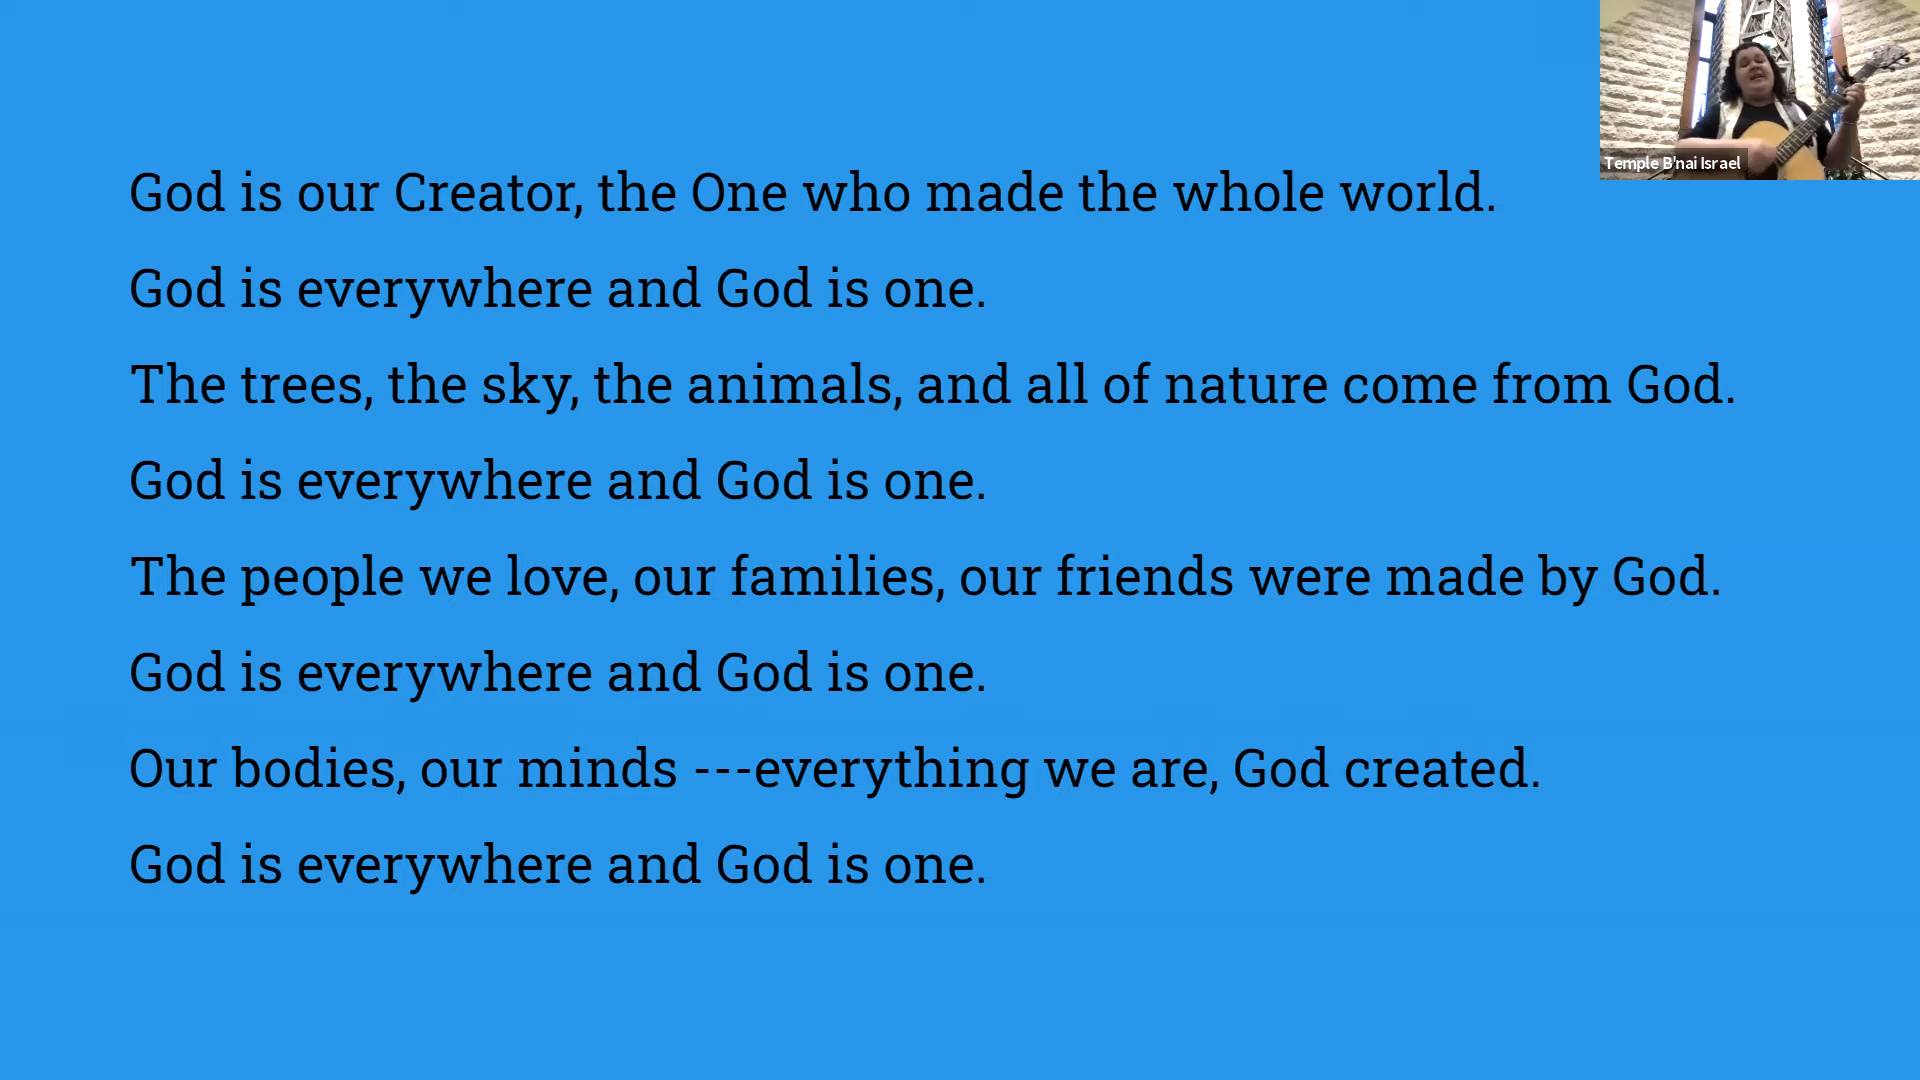 God is our Creator, the One who made the whole world.
God is everywhere and God is one.
The trees, the sky, the animals, and all of nature come from God.
God is everywhere and God is one.
The people we love, our families, our friends were made by God.
God is everywhere and God is one.
Our bodies, our minds ---everything we are, God created.
God is everywhere and God is one.
Temple B'nai Israel